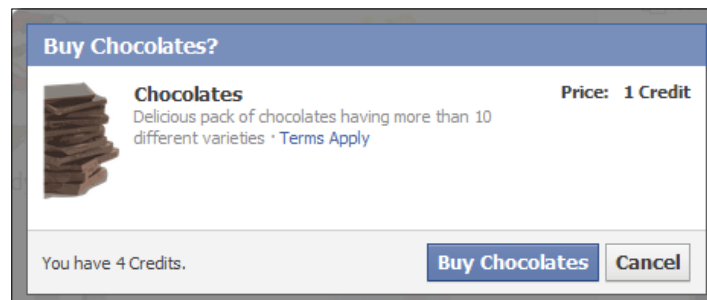 Buy Chocolates?
Chocolates
Price: 1 Credit
Delicious pack of chocolates having more than 10
different varieties · Terms Apply
You have 4 Credits.
Buy Chocolates
Cancel